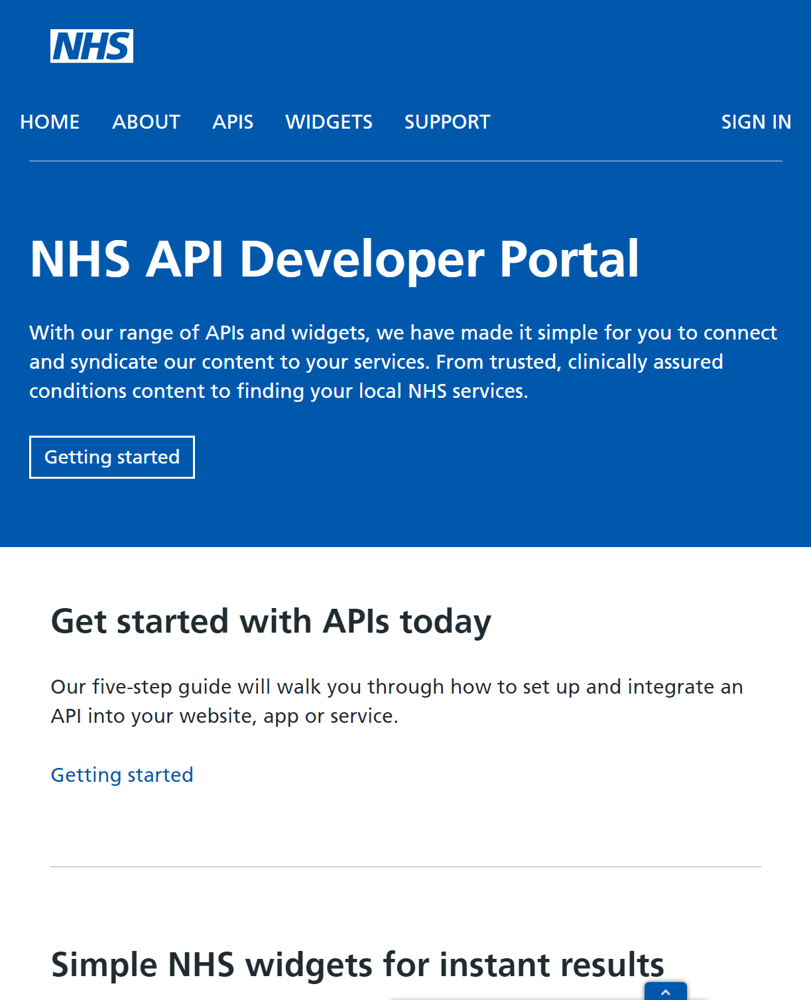 NHS
HOME ABOUT APIS WIDGETS SUPPORT SIGN IN
NHS API Developer Portal
With our range of APIs and widgets, we have made it simple for you to connect
and syndicate our content to your services. From trusted, clinically assured
conditions content to finding your local NHS services.
Getting started
Get started with APIs today
Our five-step guide will walk you through how to set up and integrate an
API into your website, app or service.
Getting started
Simple NHS widgets for instant results